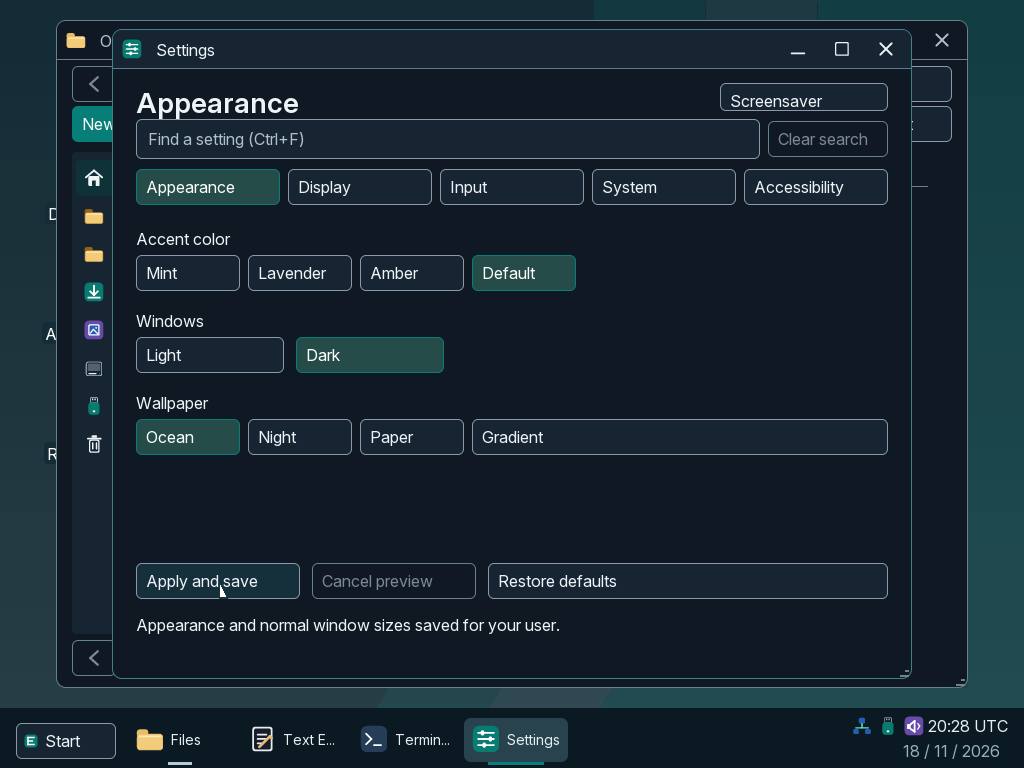 Settings
Appearance
Screensaver
Find a setting (Ctrl+F)
Clear search
Appearance
Display
Input
System
Accessibility
Accent color
Mint
Lavender
Amber
Default
Windows
Light
Dark
Wallpaper
Ocean
Night
Paper
Gradient
Apply and save
Cancel preview
Restore defaults
Appearance and normal window sizes saved for your user.
New
Start
Files
Text E...
Termin...
Settings
20:28 UTC
18 / 11 / 2026